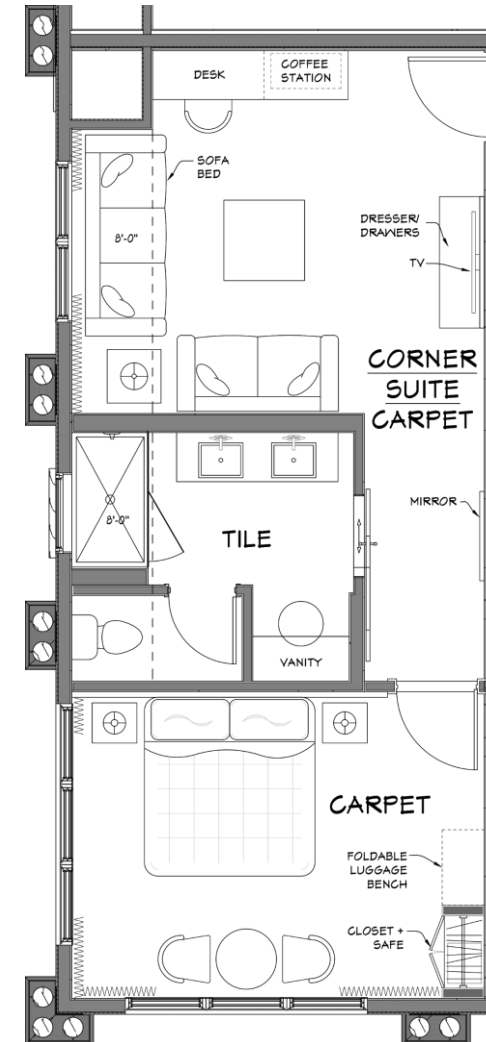 DESK
COFFEE
STATION
SOFA
BED
8'-0"
DRESSER/
DRAWERS
TV
CORNER
SUITE
CARPET
MIRROR
8'-0"
TILE
VANITY
CARPET
FOLDABLE
LUGGAGE
BENCH
CLOSET +
SAFE